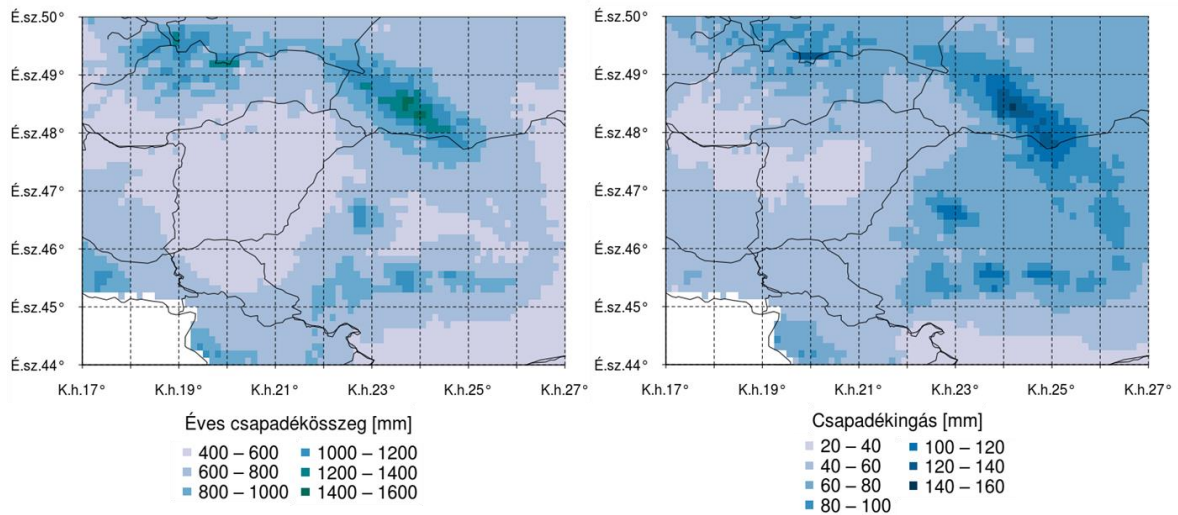 É.sz.50°
É.sz.49°
É.sz.48°
É.sz.47°
É.sz.46°
É.sz.45°
É.sz.44°
K.h.17° K.h.19° K.h.21° K.h.23° K.h.25° K.h.27°
Éves csapadékösszeg [mm]
400 – 600 1000 – 1200
600 – 800 1200 – 1400
800 – 1000 1400 – 1600
É.sz.50°
É.sz.49°
É.sz.48°
É.sz.47°
É.sz.46°
É.sz.45°
É.sz.44°
K.h.17° K.h.19° K.h.21° K.h.23° K.h.25° K.h.27°
Csapadékingás [mm]
20 – 40 100 – 120
40 – 60 120 – 140
60 – 80 140 – 160
80 – 100